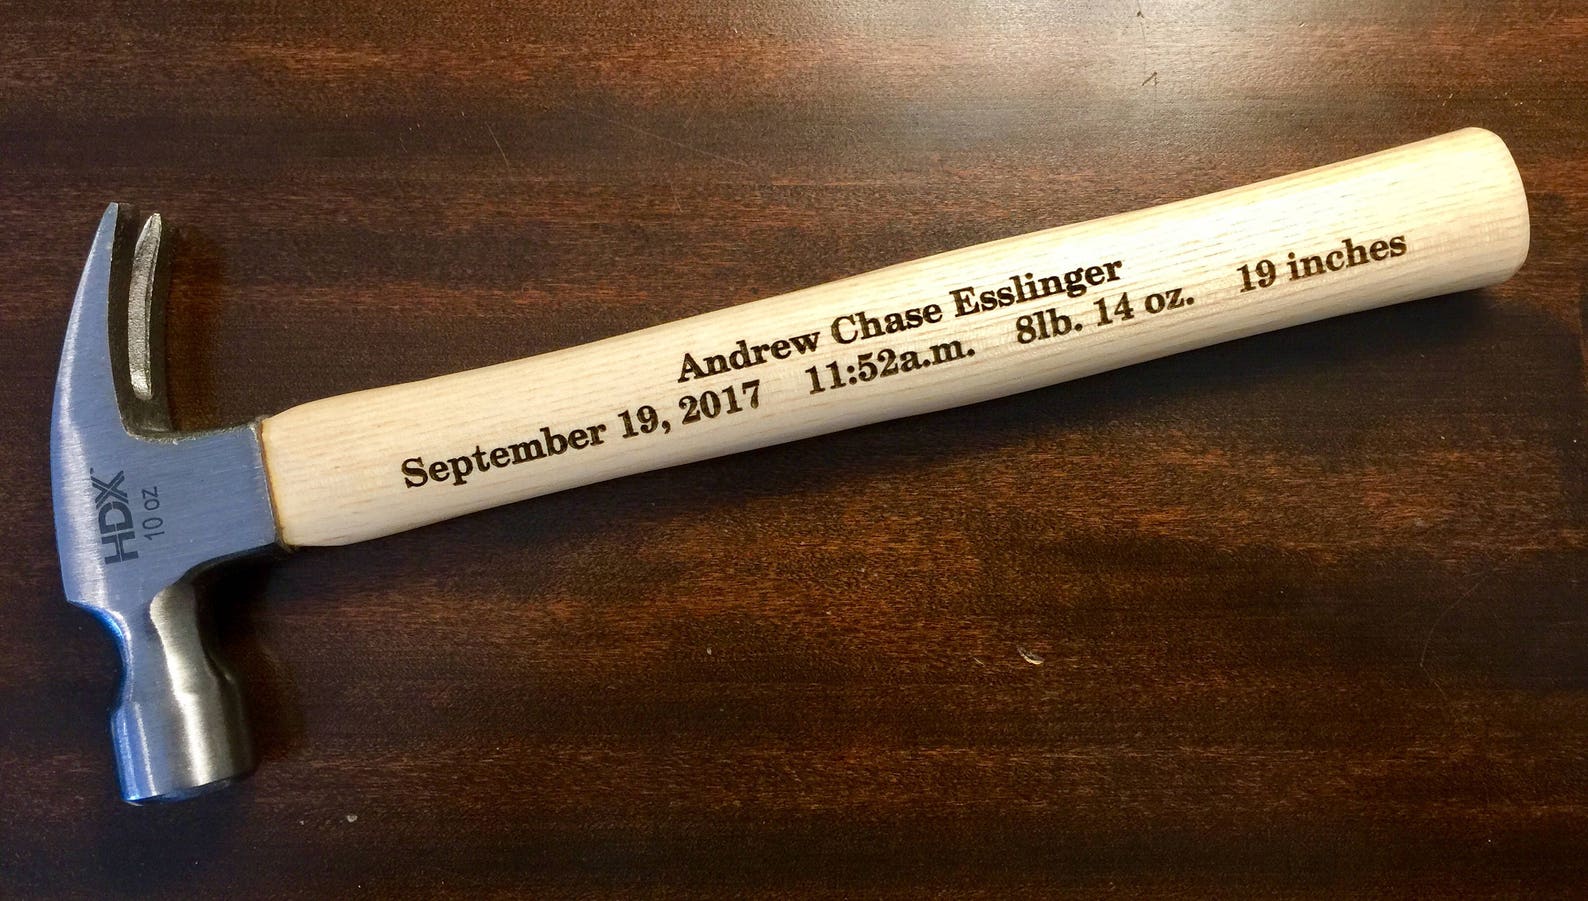 Andrew Chase Esslinger
September 19, 2017 11:52a.m. 8lb. 14 oz. 19 inches
HDX
10 oz